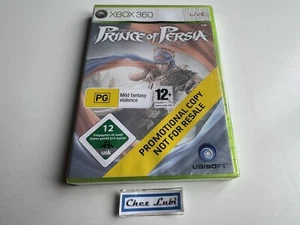 XBOX 360
LIVE
PRINCE OF PERSIA
PG
Mild fantasy
violence
12+
12
usk
PROMOTIONAL COPY
NOT FOR RESALE
UBISOFT
Chez Lubi